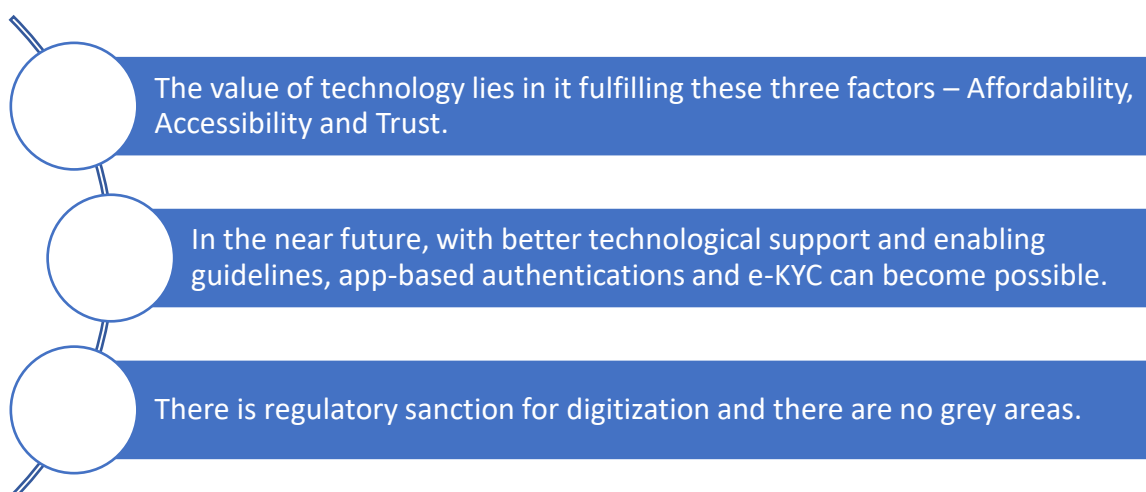 The value of technology lies in it fulfilling these three factors – Affordability,
Accessibility and Trust.
In the near future, with better technological support and enabling
guidelines, app-based authentications and e-KYC can become possible.
There is regulatory sanction for digitization and there are no grey areas.